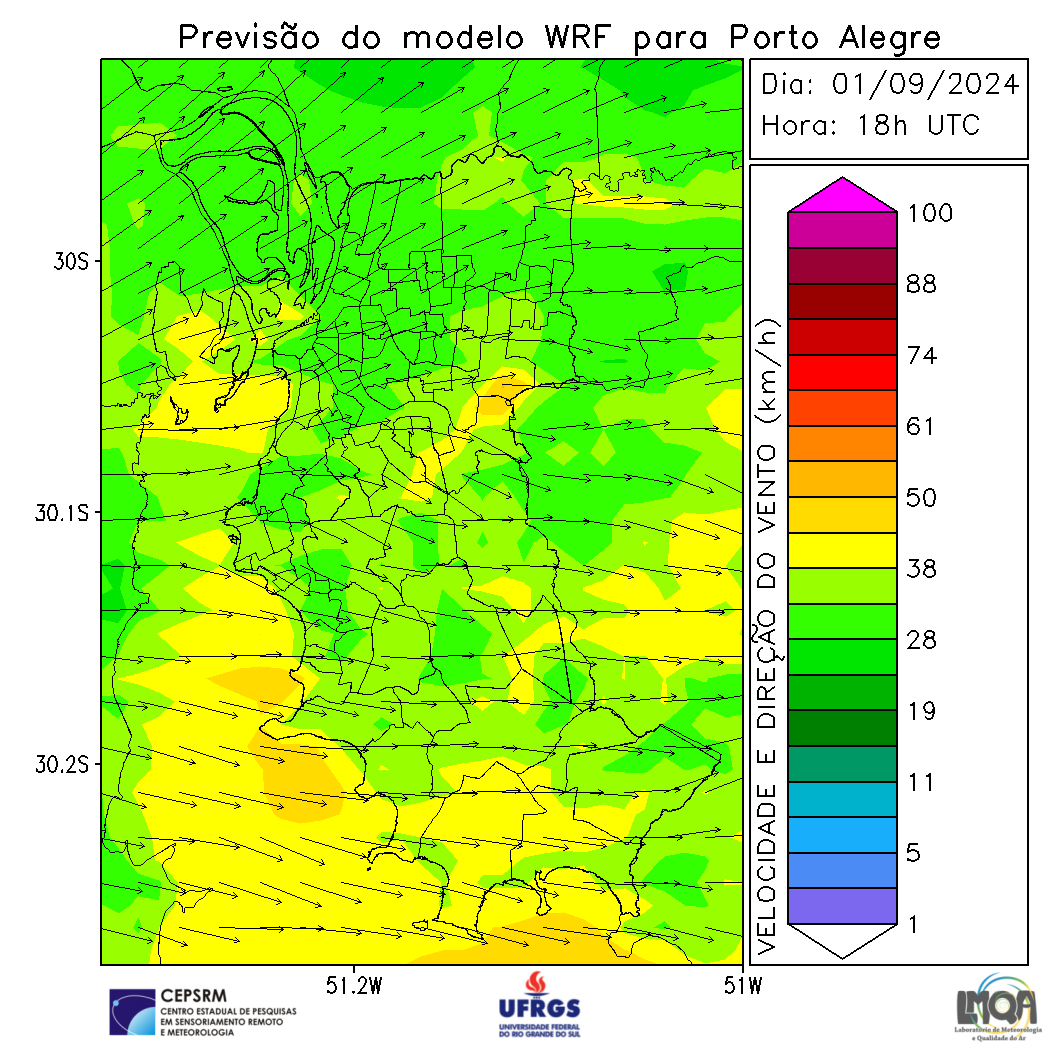 Previsão do modelo WRF para Porto Alegre
Dia: 01/09/2024
Hora: 18h UTC
30S
30.1S
30.2S
51.2W
51W
VELOCIDADE E DIREÇÃO DO VENTO (km/h)
100
88
74
61
50
38
28
19
11
5
1
CEPSRM
CENTRO ESTADUAL DE PESQUISAS
EM SENSORIAMENTO REMOTO
E METEOROLOGIA
UFRGS
UNIVERSIDADE FEDERAL
DO RIO GRANDE DO SUL
LMQA
Laboratório de Meteorologia
e Qualidade do Ar